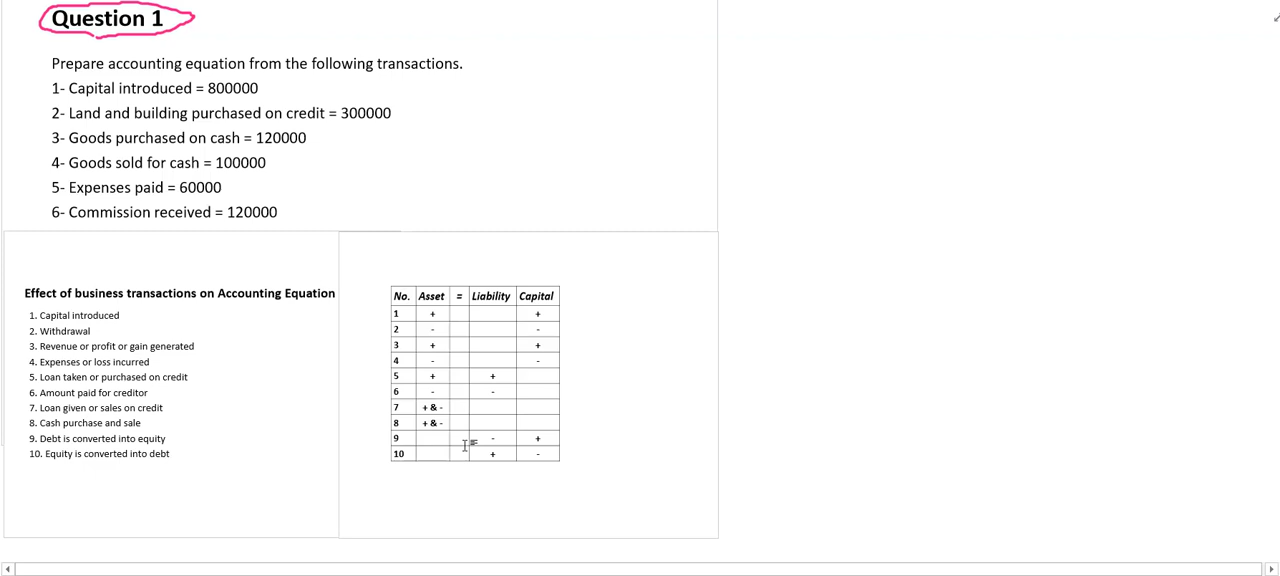 Question 1
Prepare accounting equation from the following transactions.
1- Capital introduced = 800000
2- Land and building purchased on credit = 300000
3- Goods purchased on cash = 120000
4- Goods sold for cash = 100000
5- Expenses paid = 60000
6- Commission received = 120000
Effect of business transactions on Accounting Equation
1. Capital introduced
2. Withdrawal
3. Revenue or profit or gain generated
4. Expenses or loss incurred
5. Loan taken or purchased on credit
6. Amount paid for creditor
7. Loan given or sales on credit
8. Cash purchase and sale
9. Debt is converted into equity
10. Equity is converted into debt
No. Asset = Liability Capital
1 + +
2 - -
3 + +
4 - -
5 + +
6 - -
7 + & -
8 + & -
9 - +
10 + -